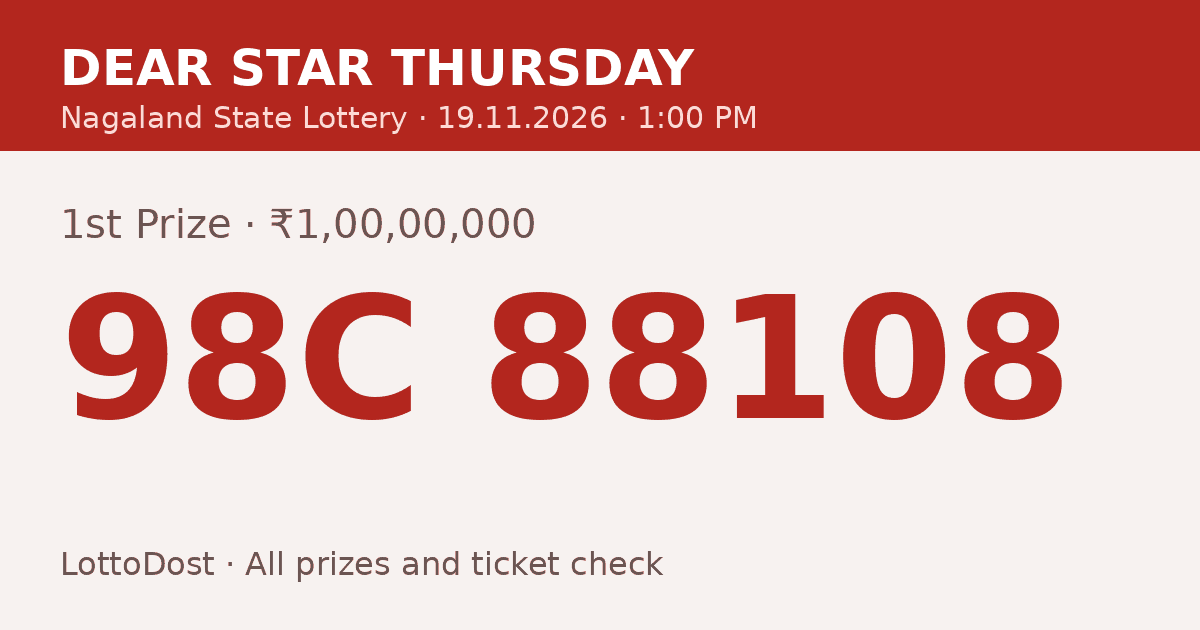 DEAR STAR THURSDAY
Nagaland State Lottery · 19.11.2026 · 1:00 PM
1st Prize · ₹1,00,00,000
98C 88108
LottoDost · All prizes and ticket check